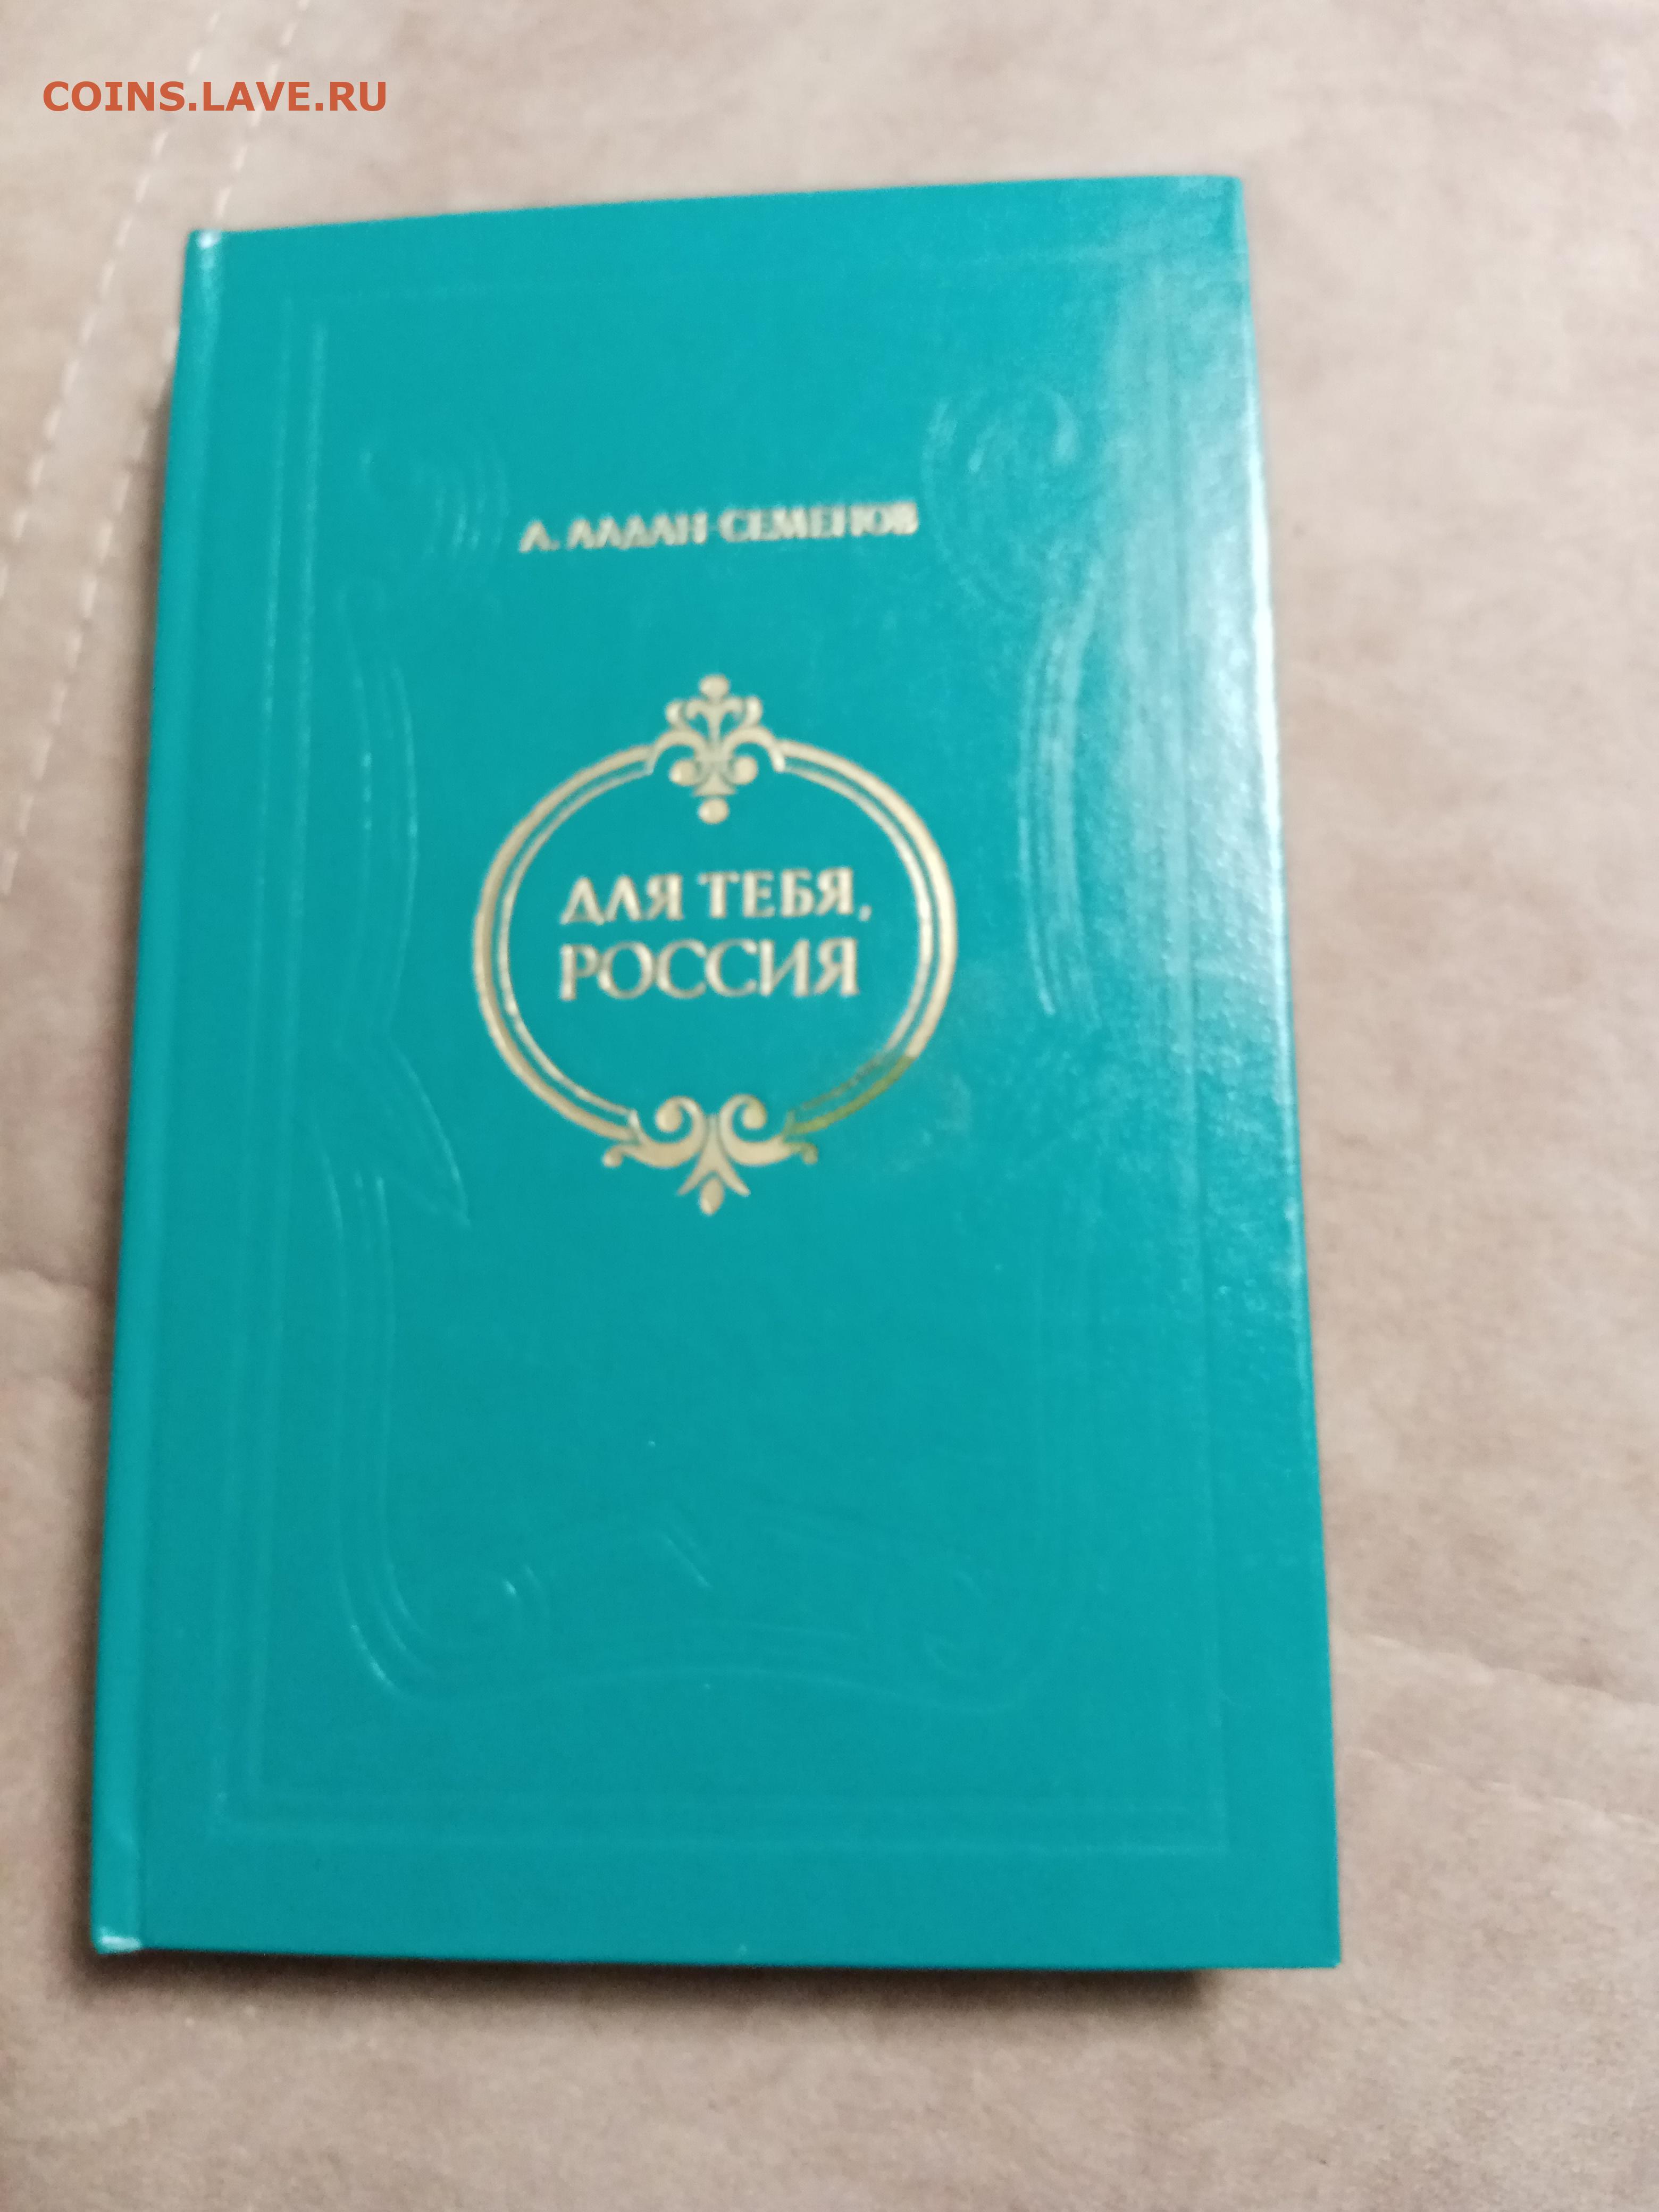 COINS.LAVE.RU
А. АЛДАН-СЕМЕНОВ
ДЛЯ ТЕБЯ,
РОССИЯ